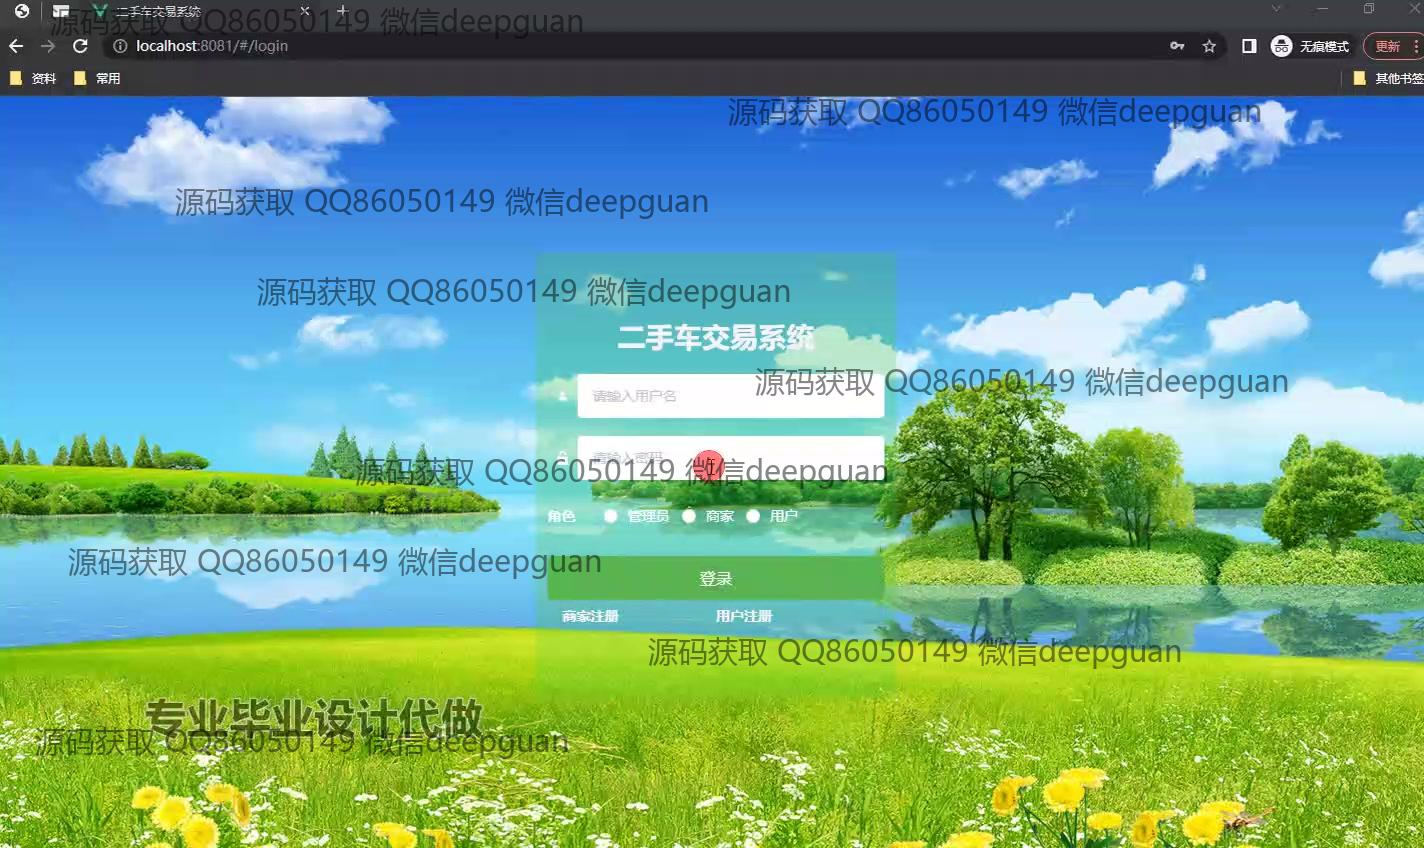 二手车交易系统
源码获取 QQ86050149 微信deepguan
localhost:8081/#/login
无痕模式
更新
资料
常用
其他书签
源码获取 QQ86050149 微信deepguan
源码获取 QQ86050149 微信deepguan
源码获取 QQ86050149 微信deepguan
二手车交易系统
源码获取 QQ86050149 微信deepguan
请输入用户名
请输入密码
源码获取 QQ86050149 微信deepguan
角色 管理员 商家 用户
源码获取 QQ86050149 微信deepguan
登录
商家注册 用户注册
源码获取 QQ86050149 微信deepguan
专业毕业设计代做
源码获取 QQ86050149 微信deepguan